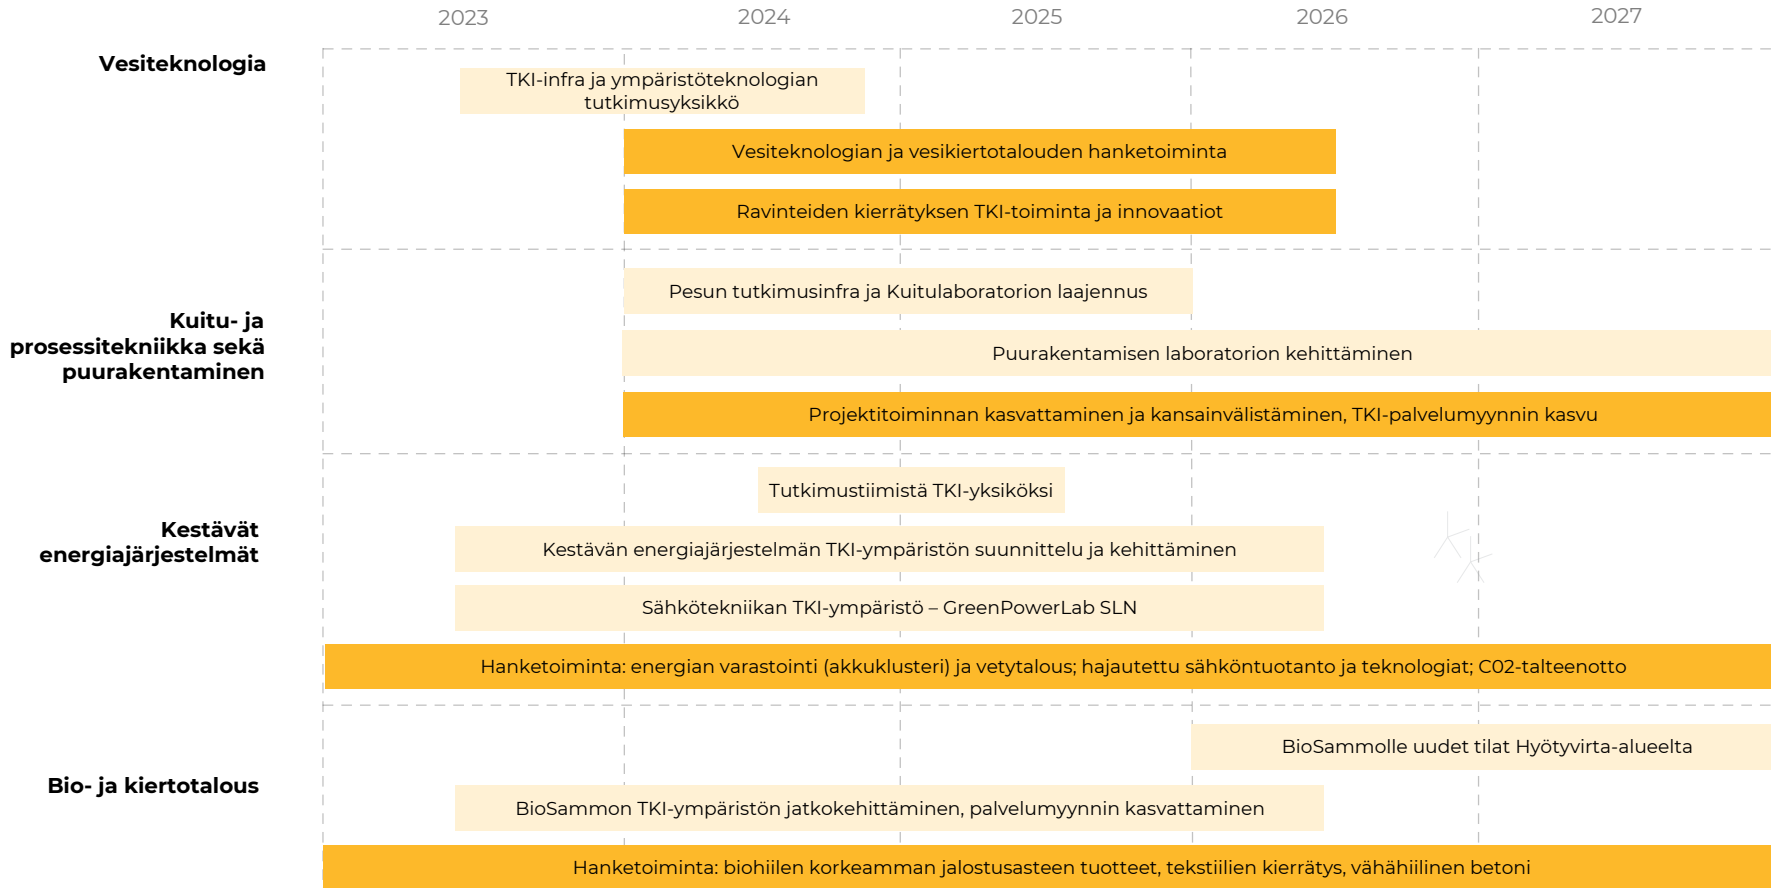 2023 2024 2025 2026 2027
Vesiteknologia
TKI-infra ja ympäristöteknologian
tutkimusyksikkö
Vesiteknologian ja vesikiertotalouden hanketoiminta
Ravinteiden kierrätyksen TKI-toiminta ja innovaatiot
Kuitu- ja
prosessitekniikka sekä
puurakentaminen
Pesun tutkimusinfra ja Kuitulaboratorion laajennus
Puurakentamisen laboratorion kehittäminen
Projektitoiminnan kasvattaminen ja kansainvälistäminen, TKI-palvelumyynnin kasvu
Kestävät
energiajärjestelmät
Tutkimustiimistä TKI-yksiköksi
Kestävän energiajärjestelmän TKI-ympäristön suunnittelu ja kehittäminen
Sähkötekniikan TKI-ympäristö – GreenPowerLab SLN
Hanketoiminta: energian varastointi (akkuklusteri) ja vetytalous; hajautettu sähköntuotanto ja teknologiat; C02-talteenotto
Bio- ja kiertotalous
BioSammolle uudet tilat Hyötyvirta-alueelta
BioSammon TKI-ympäristön jatkokehittäminen, palvelumyynnin kasvattaminen
Hanketoiminta: biohiilen korkeamman jalostusasteen tuotteet, tekstiilien kierrätys, vähähiilinen betoni